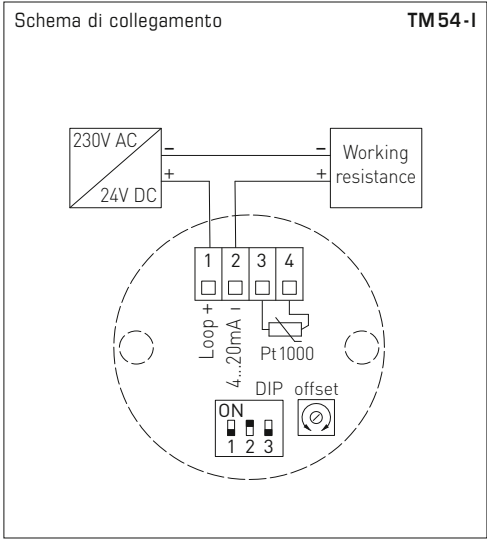 Schema di collegamento TM54-I
230V AC
24V DC
–
+
–
+
Working
resistance
1 2 3 4
Loop +
4...20mA –
Pt1000
DIP offset
ON
1 2 3